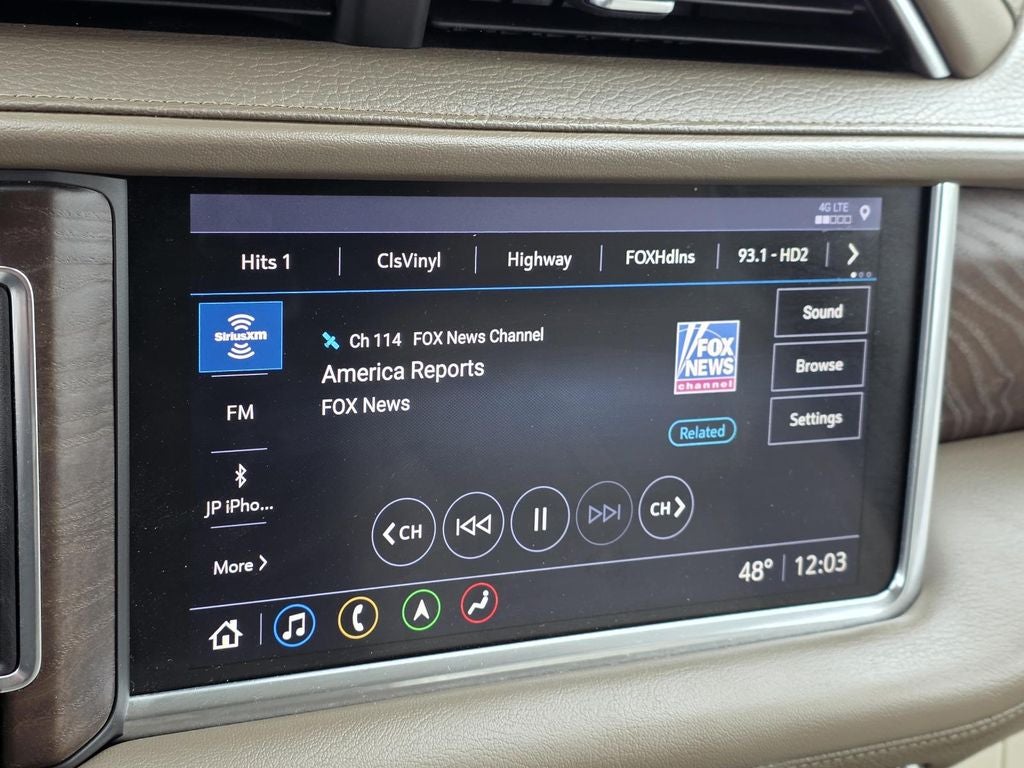 4G LTE
Hits 1
ClsVinyl
Highway
FOXHdlns
93.1 - HD2
SiriusXm
Ch 114 FOX News Channel
America Reports
FOX News
FOX
NEWS
channel
Related
Sound
Browse
Settings
FM
JP iPho...
More
CH
CH
48° 12:03